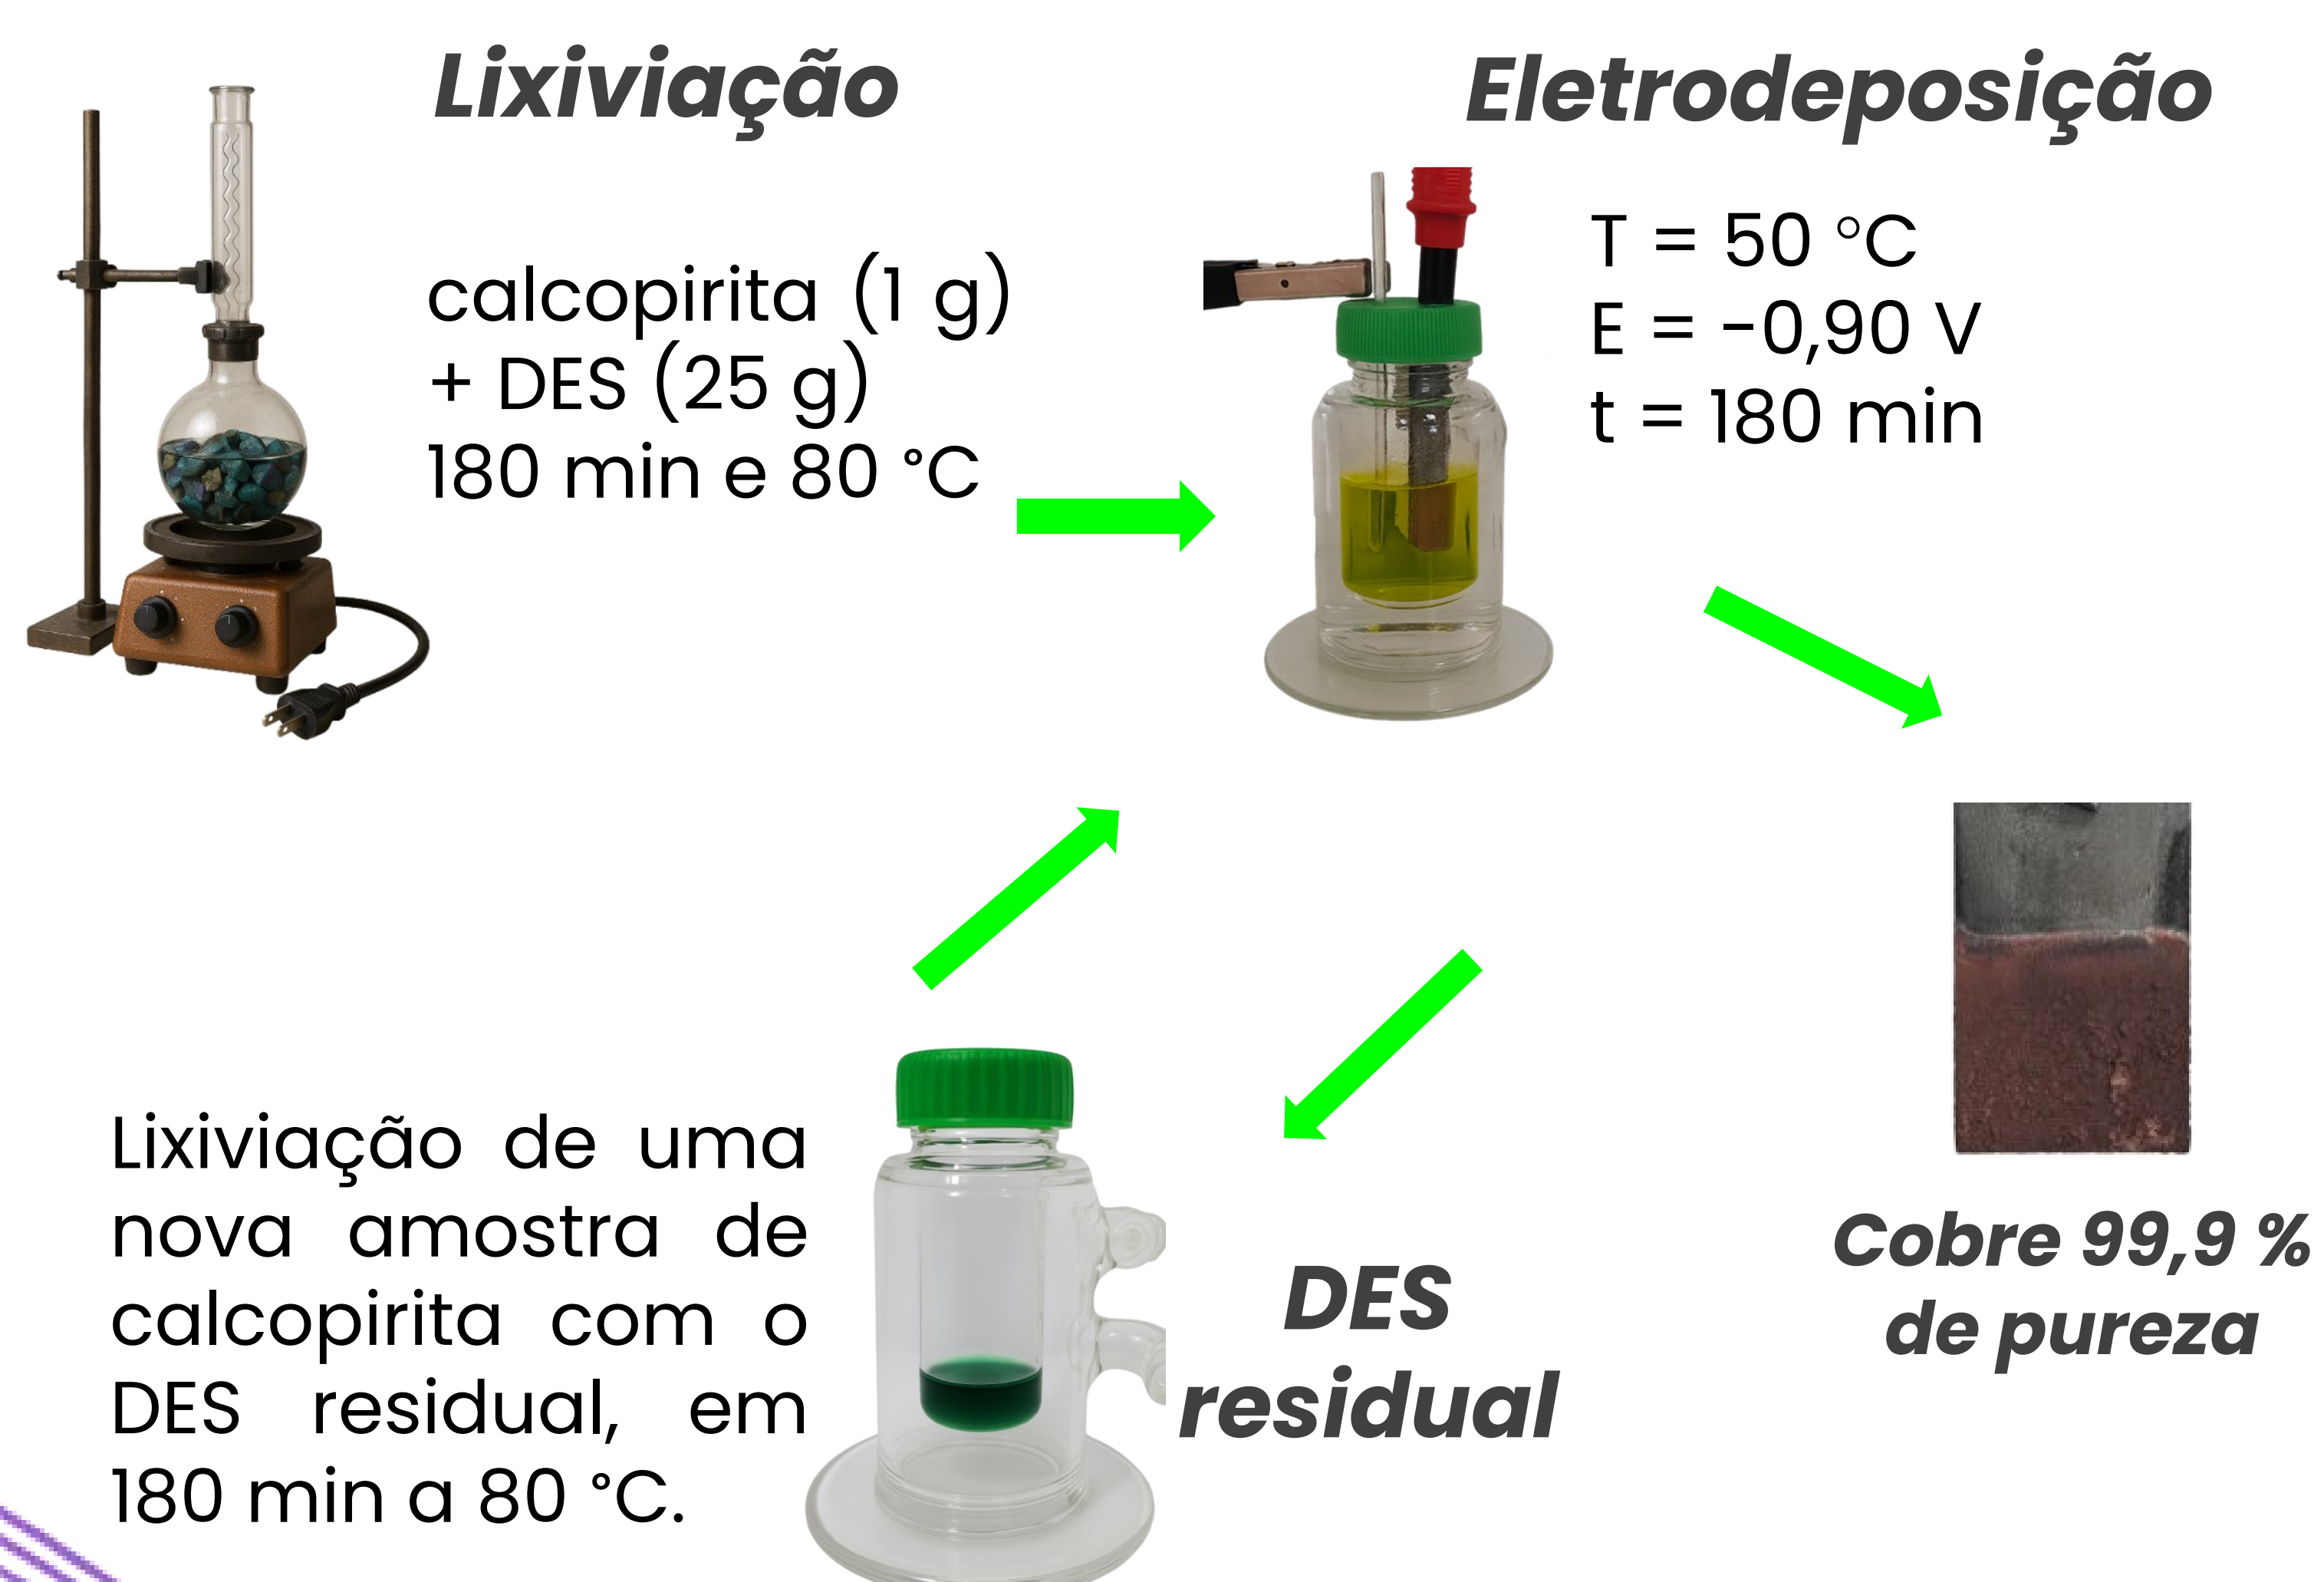 Lixiviação
calcopirita (1 g)
+ DES (25 g)
180 min e 80 °C
Eletrodeposição
T = 50 °C
E = -0,90 V
t = 180 min
Cobre 99,9 %
de pureza
DES
residual
Lixiviação de uma
nova amostra de
calcopirita com o
DES residual, em
180 min a 80 °C.